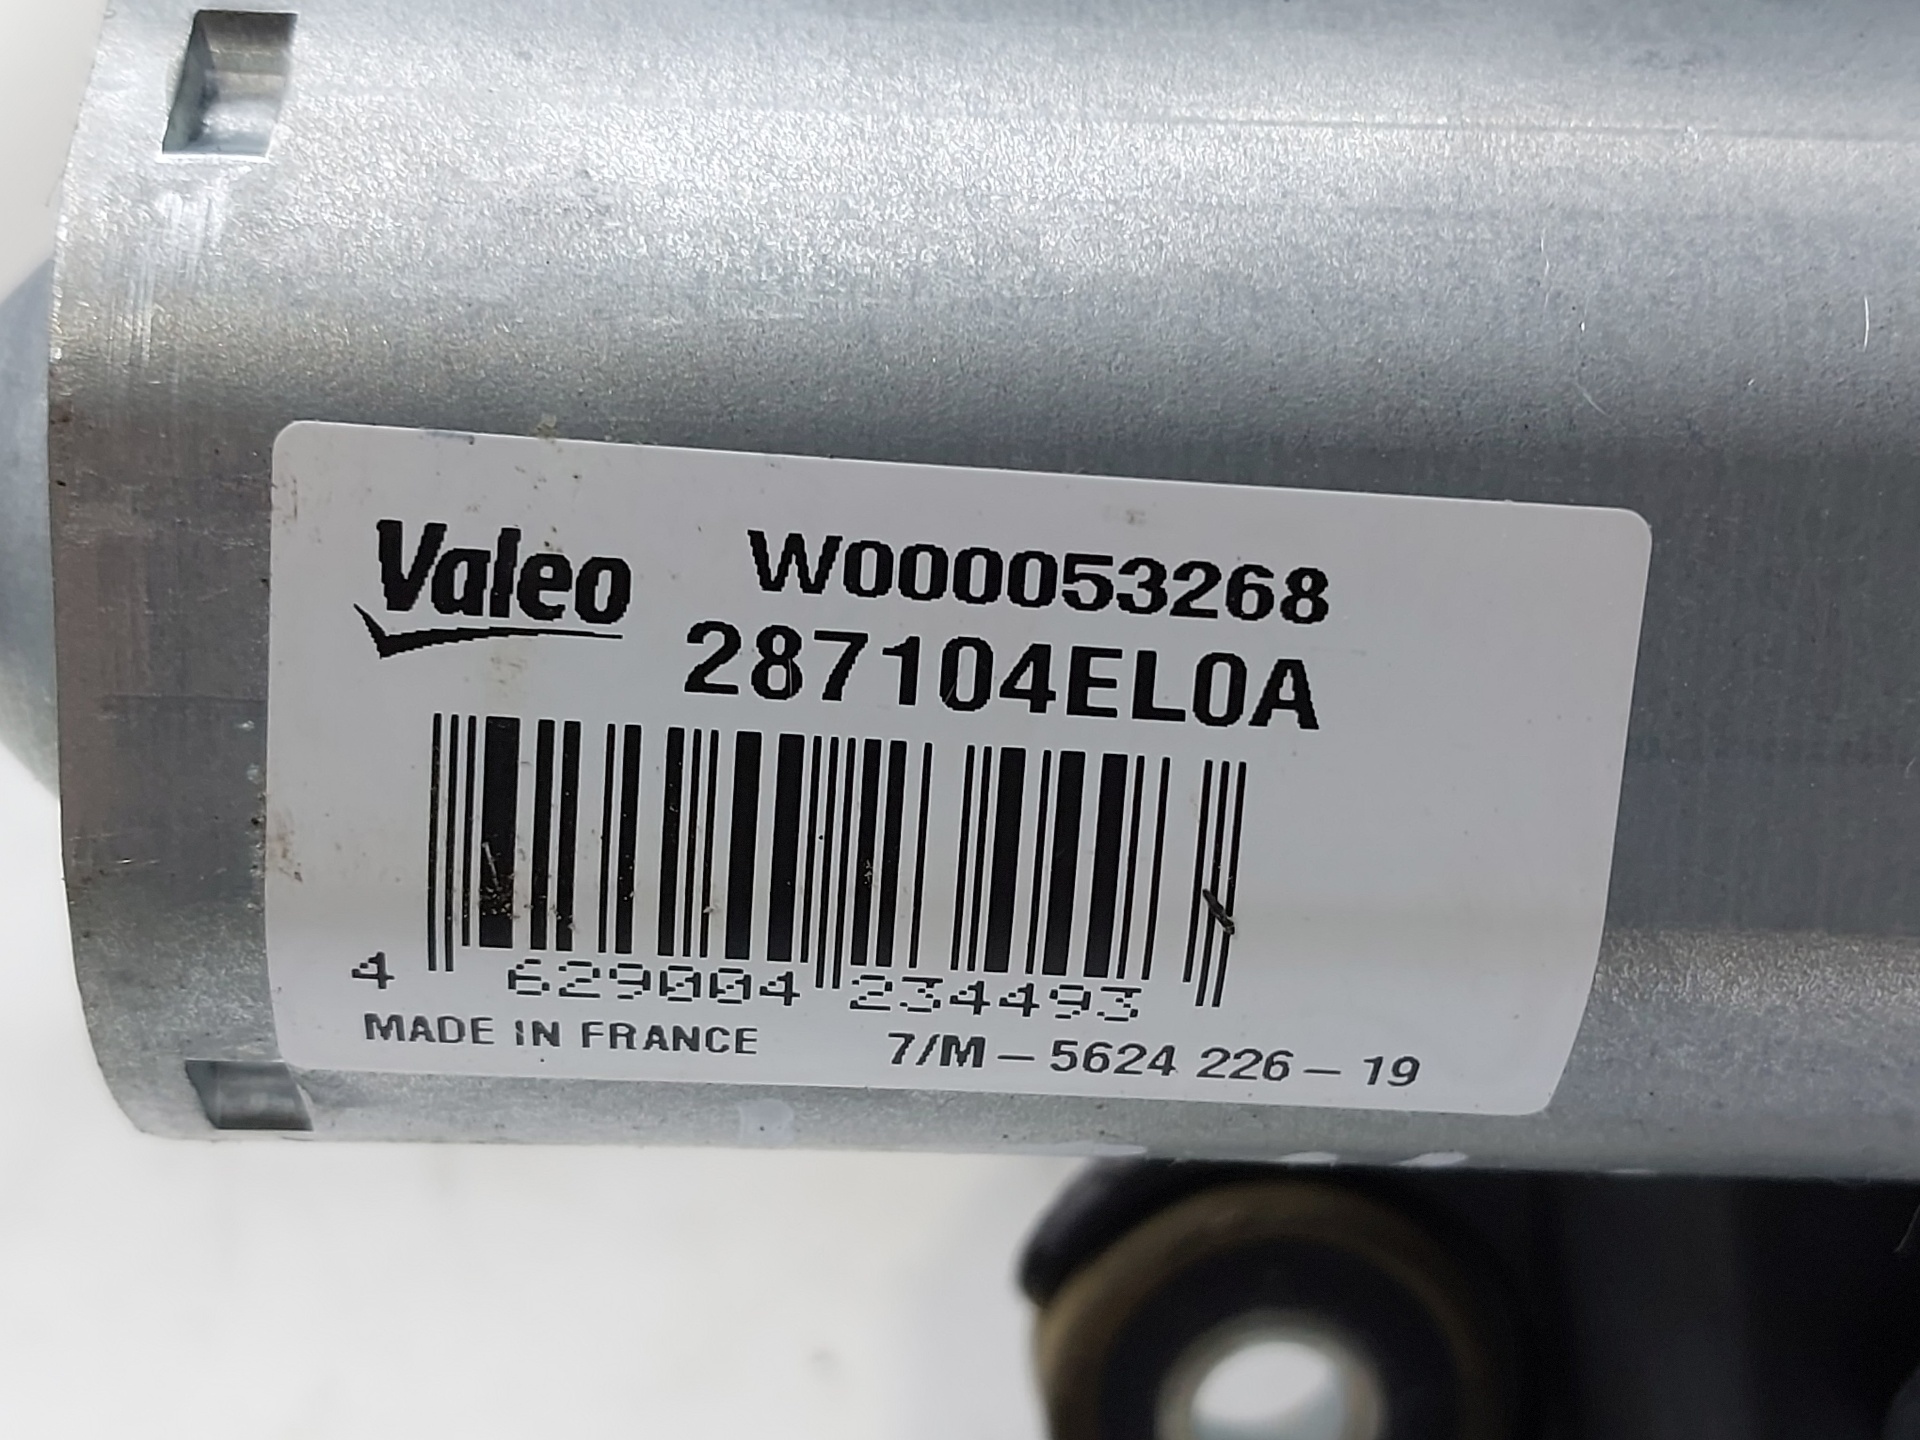 Valeo W000053268
287104EL0A
4 629004 234493
MADE IN FRANCE 7/M – 5624 226 – 19